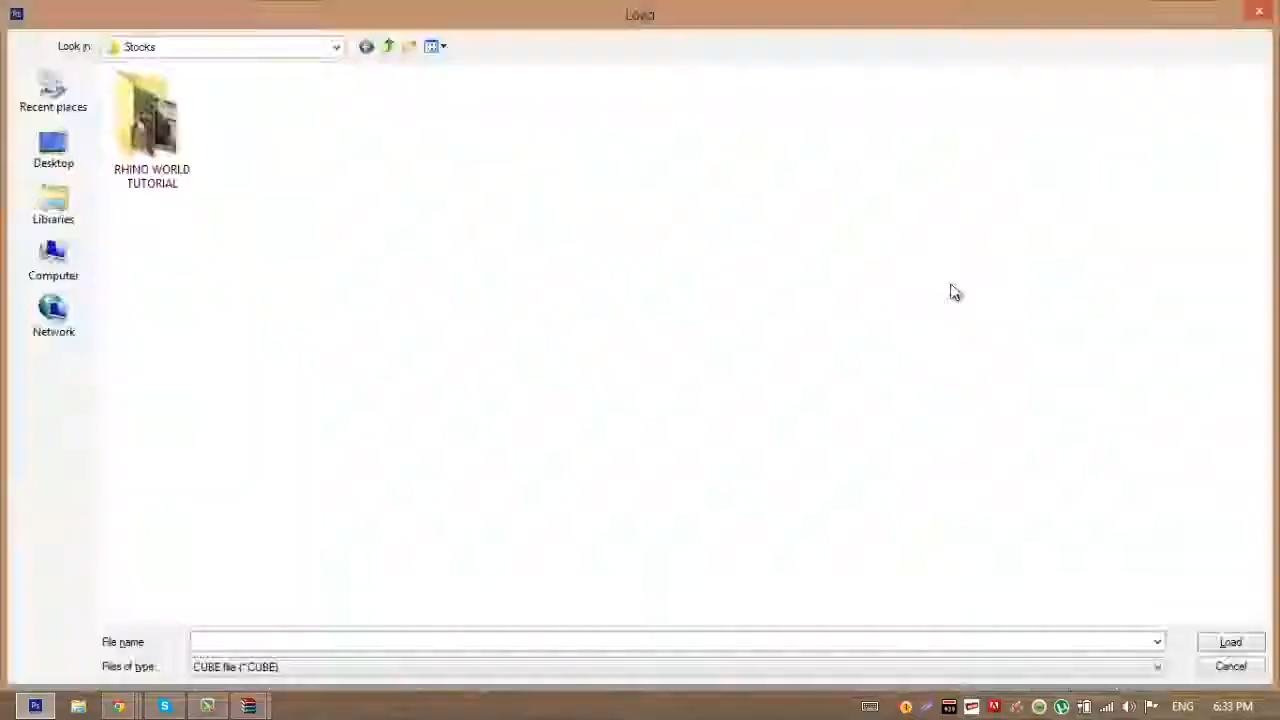 Load
Look in:
Stocks
Recent places
Desktop
Libraries
Computer
Network
RHINO WORLD
TUTORIAL
File name
Files of type:
CUBE file (*.CUBE)
Load
Cancel
Ps
ENG
6:33 PM